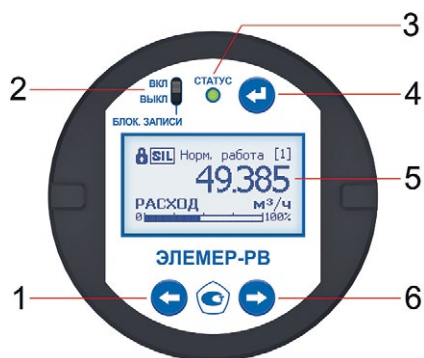 3
2
ВКЛ
ВЫКЛ
СТАТУС
4
БЛОК. ЗАПИСИ
SIL Норм. работа [1]
49.385
5
РАСХОД м³/ч
0 100%
ЭЛЕМЕР-РВ
1
6